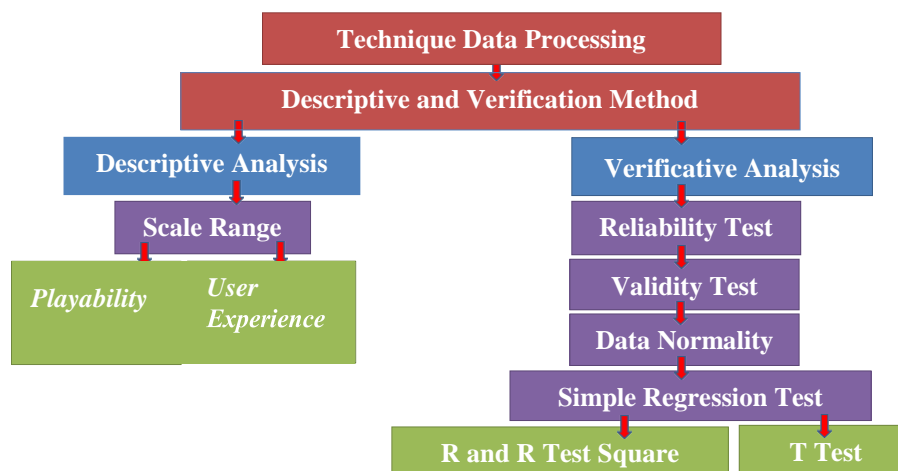 Technique Data Processing
Descriptive and Verification Method
Descriptive Analysis
Verificative Analysis
Scale Range
Reliability Test
Playability
User
Experience
Validity Test
Data Normality
Simple Regression Test
R and R Test Square
T Test